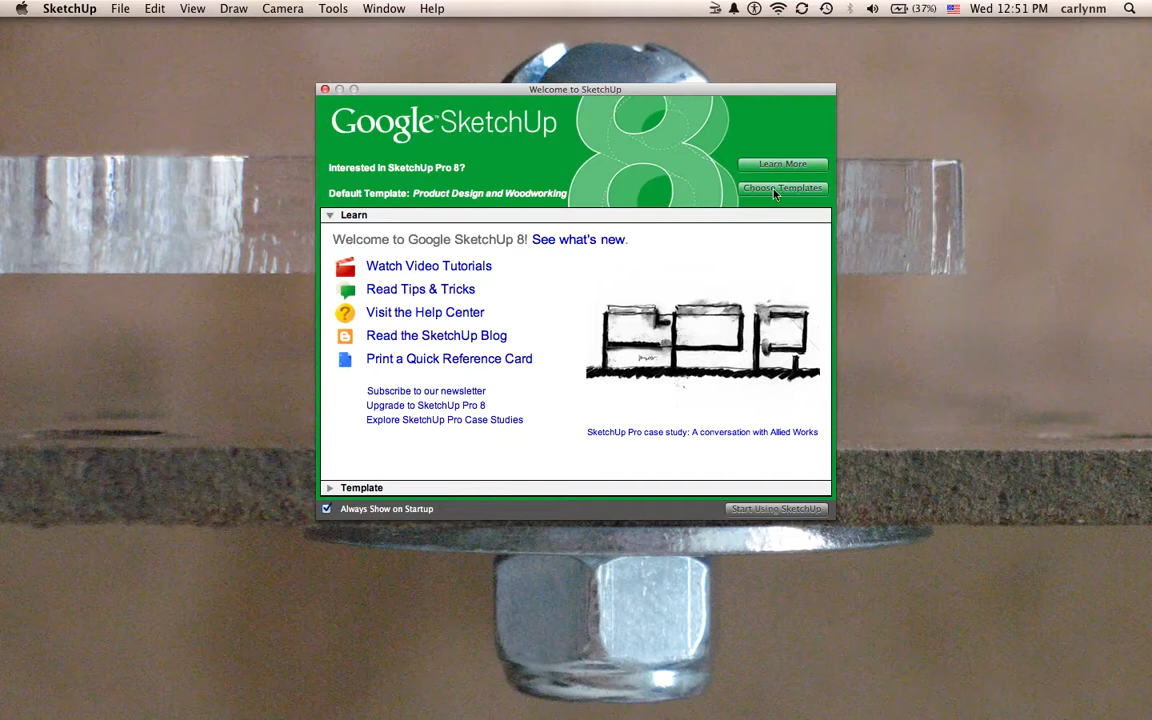 SketchUp File Edit View Draw Camera Tools Window Help (37%) Wed 12:51 PM carlynm
Welcome to SketchUp
Google SketchUp 8
Interested in SketchUp Pro 8? Learn More
Default Template: Product Design and Woodworking Choose Templates
Learn
Welcome to Google SketchUp 8! See what's new.
Watch Video Tutorials
Read Tips & Tricks
Visit the Help Center
Read the SketchUp Blog
Print a Quick Reference Card
Subscribe to our newsletter
Upgrade to SketchUp Pro 8
Explore SketchUp Pro Case Studies
SketchUp Pro case study: A conversation with Allied Works
Template
Always Show on Startup Start Using SketchUp